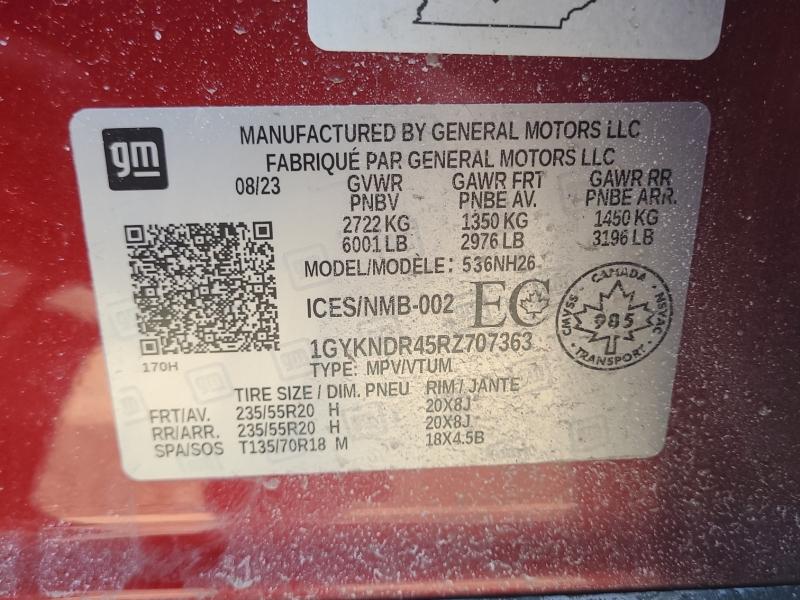 gm
MANUFACTURED BY GENERAL MOTORS LLC
FABRIQUÉ PAR GENERAL MOTORS LLC
08/23 GVWR GAWR FRT GAWR RR
PNBV PNBE AV. PNBE ARR.
2722 KG 1350 KG 1450 KG
6001 LB 2976 LB 3196 LB
MODEL/MODÈLE: 536NH26
ICES/NMB-002 EC
CANADA
CMVSS 985 NSVAC
TRANSPORT
1GYKNDR45RZ707363
170H
TYPE: MPV/VTUM
TIRE SIZE / DIM. PNEU RIM / JANTE
FRT/AV. 235/55R20 H 20X8J
RR/ARR. 235/55R20 H 20X8J
SPA/SOS T135/70R18 M 18X4.5B